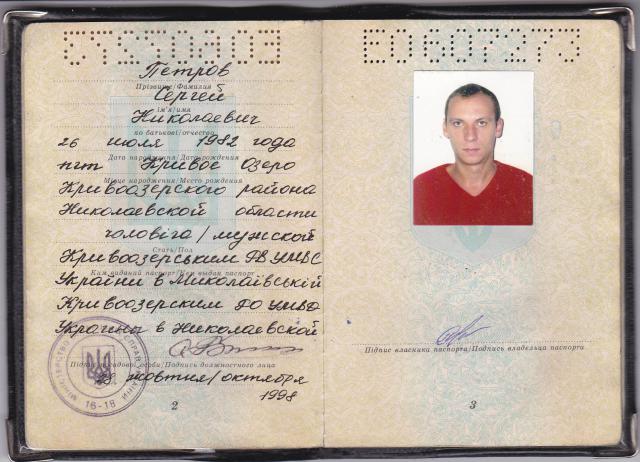 ЕО607273
Петров
Прізвище/Фамилия
Сергей
ім'я/имя
Николаевич
по батькові/отчество
26 июля 1982 года
Дата народження/Дата рождения
пгт Кривое Озеро
Місце народження/Место рождения
Кривоозерского района
Николаевской области
чоловіча/мужской
Стать/Пол
Кривоозерським РВ УМВС
Ким виданий паспорт/Кем выдан паспорт
України в Миколаївській
Кривоозерским РО УМВД
Украины в Николаевской
Підпис посадової особи/Подпись должностного лица
жовтня/октября
1998
16-18
2
Підпис власника паспорта/Подпись владельца паспорта
3